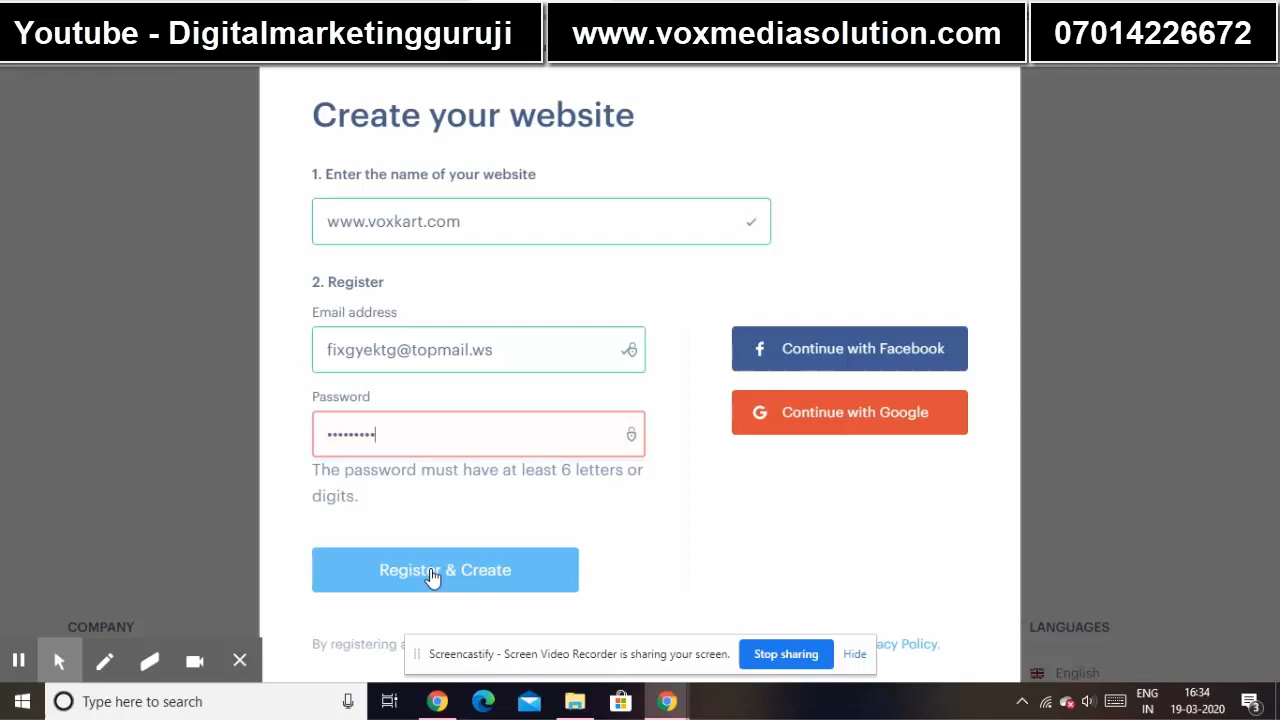 Youtube - Digitalmarketingguruji
www.voxmediasolution.com
07014226672
Create your website
1. Enter the name of your website
www.voxkart.com
2. Register
Email address
fixgyektg@topmail.ws
Continue with Facebook
Password
Continue with Google
•••••••••
The password must have at least 6 letters or
digits.
Register & Create
COMPANY
LANGUAGES
By registering
Policy.
Screencastify - Screen Video Recorder is sharing your screen.
Stop sharing
Hide
English
Type here to search
ENG
IN
16:34
19-03-2020
3